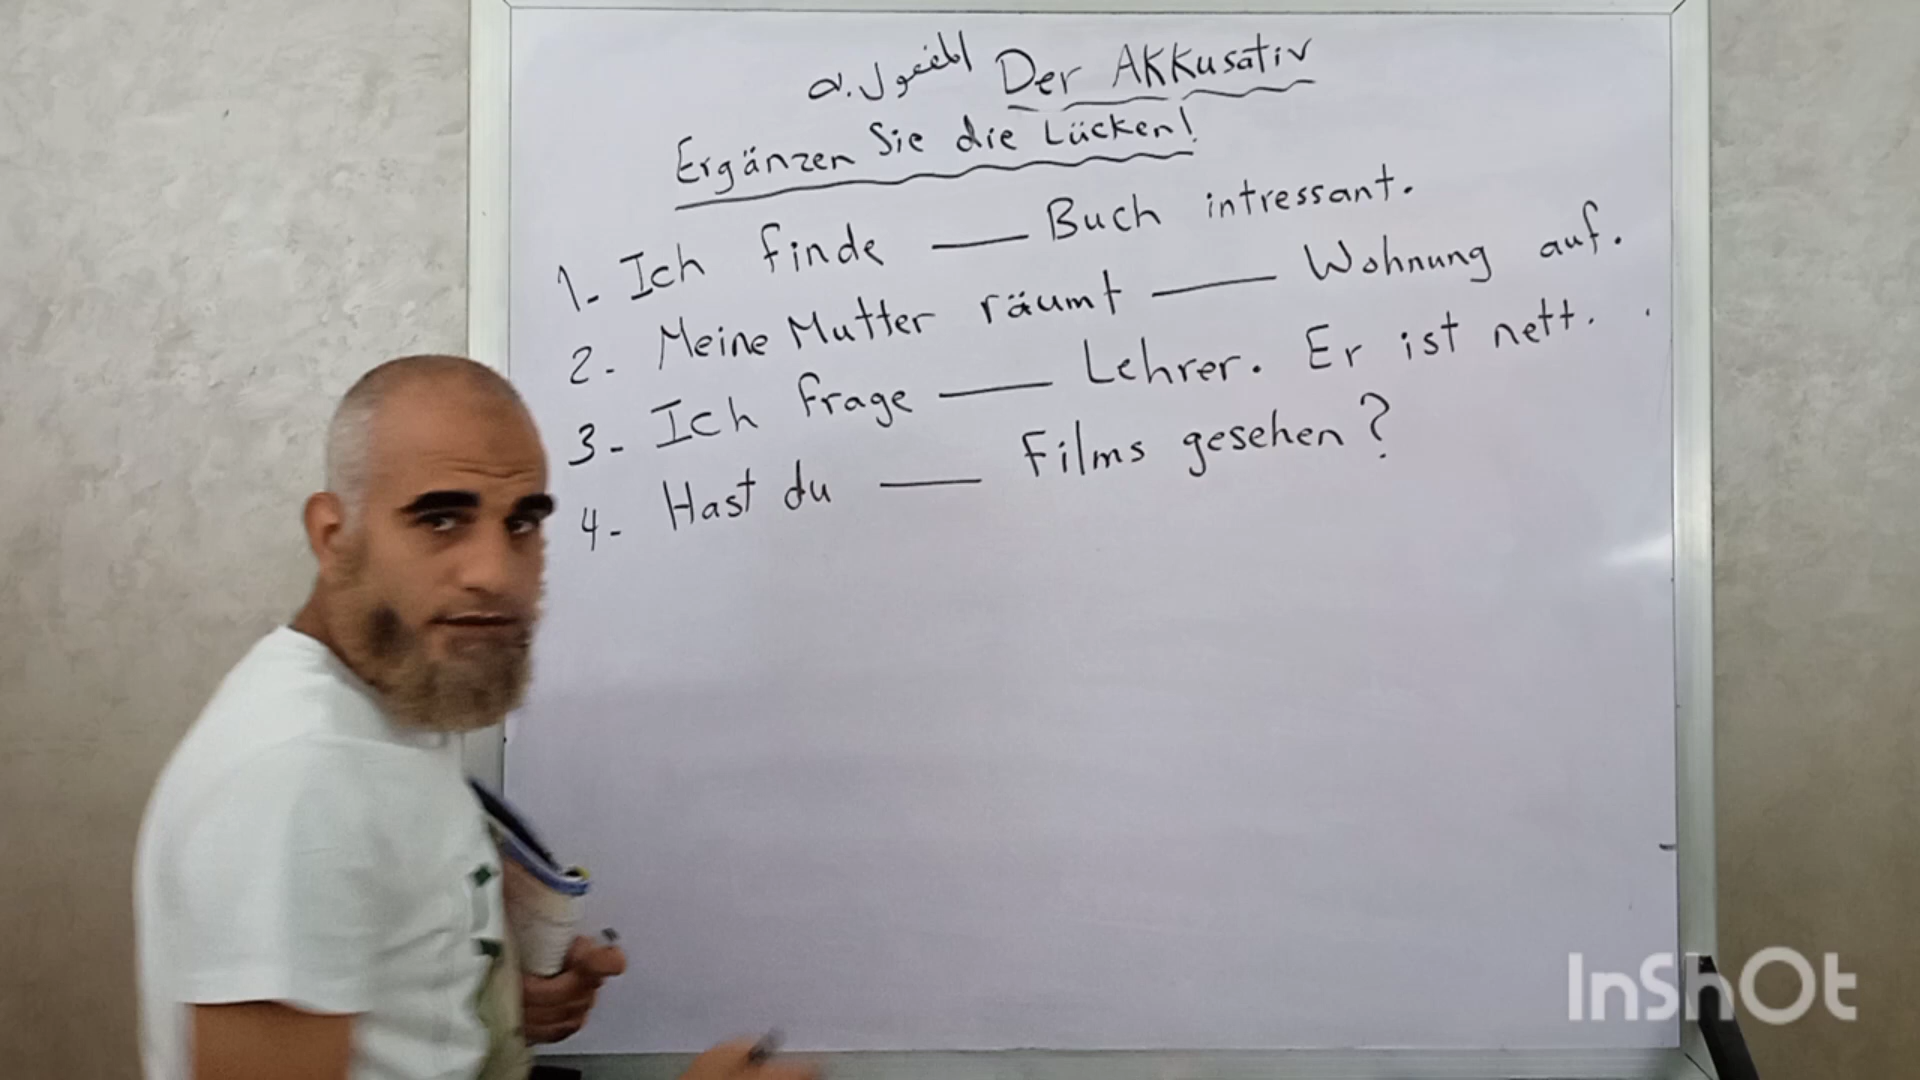 المفعول به Der Akkusativ
Ergänzen Sie die Lücken!
1- Ich finde ___ Buch intressant.
2- Meine Mutter räumt ___ Wohnung auf.
3- Ich frage ___ Lehrer. Er ist nett.
4- Hast du ___ Films gesehen?
InShOt